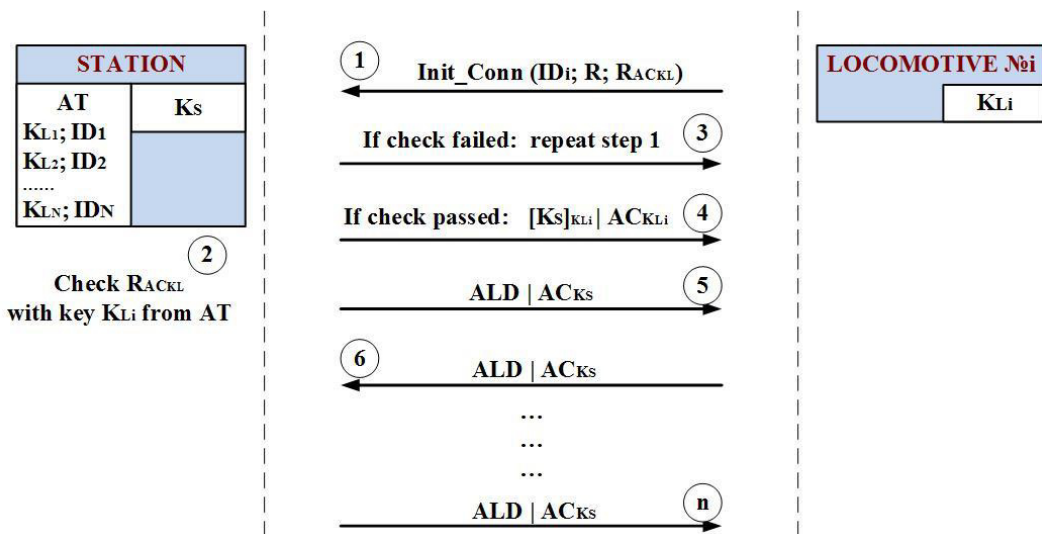 STATION
AT
KL1; ID1
KL2; ID2
......
KLN; IDN
KS
2
Check RACKL
with key KLi from AT
1
Init_Conn (IDi; R; RACKL)
3
If check failed: repeat step 1
4
If check passed: [KS]KLi | ACKLi
5
ALD | ACKS
6
ALD | ACKS
...
...
...
n
ALD | ACKS
LOCOMOTIVE №i
KLi